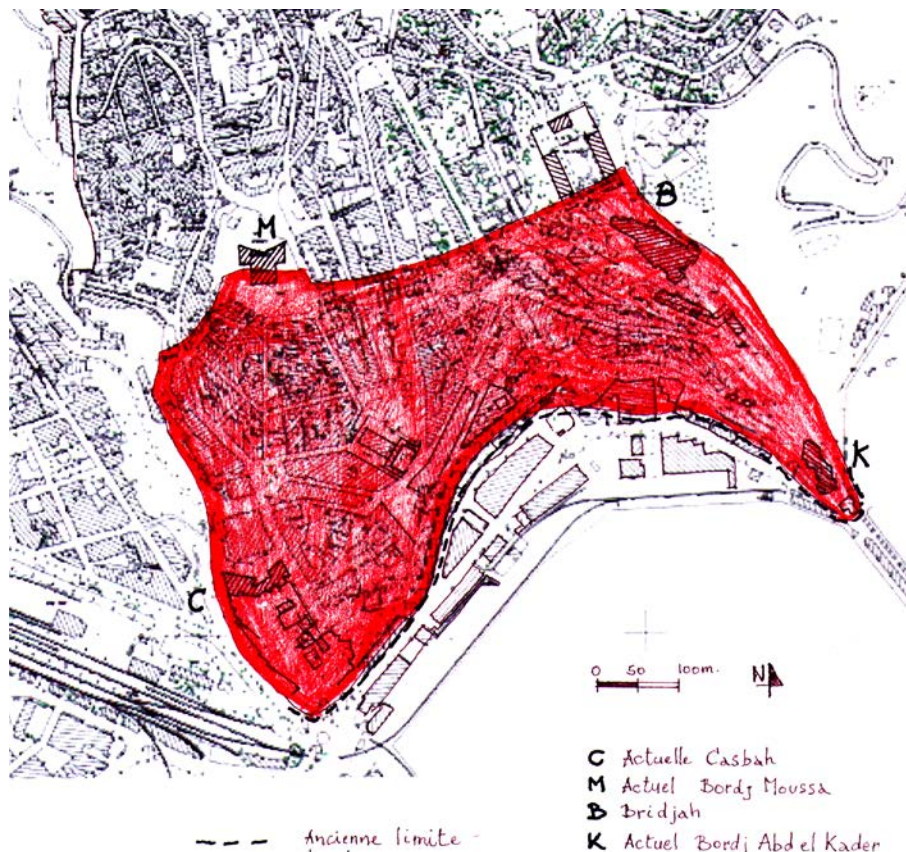 M
B
K
C
0 50 100m.
N
C Actuelle Casbah
M Actuel Bordj Moussa
B Bridjah
K Actuel Bordj Abd el Kader
Ancienne limite -